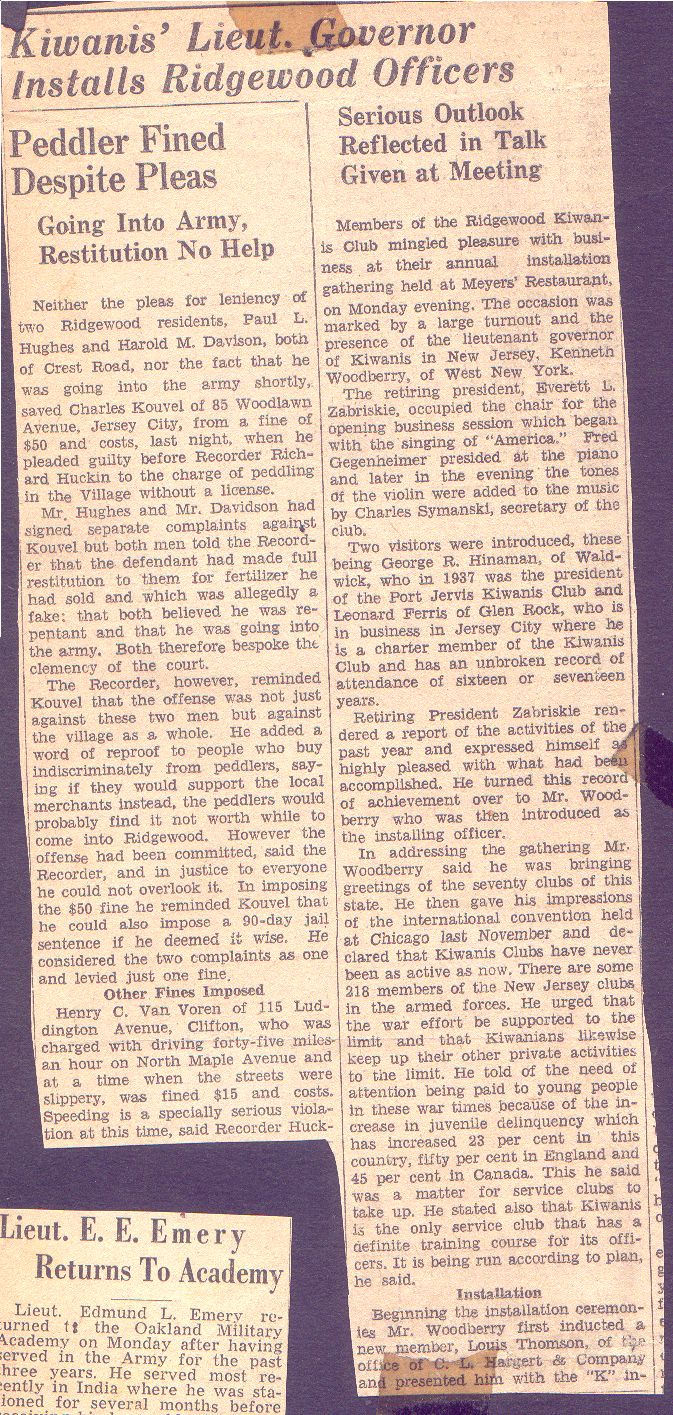 Kiwanis' Lieut. Governor
Installs Ridgewood Officers
Peddler Fined
Despite Pleas
Going Into Army,
Restitution No Help
Neither the pleas for leniency of
two Ridgewood residents, Paul L.
Hughes and Harold M. Davison, both
of Crest Road, nor the fact that he
was going into the army shortly,
saved Charles Kouvel of 85 Woodlawn
Avenue, Jersey City, from a fine of
$50 and costs, last night, when he
pleaded guilty before Recorder Rich-
ard Huckin to the charge of peddling
in the Village without a license.
Mr. Hughes and Mr. Davidson had
signed separate complaints against
Kouvel but both men told the Record-
er that the defendant had made full
restitution to them for fertilizer he
had sold and which was allegedly a
fake; that both believed he was re-
pentant and that he was going into
the army. Both therefore bespoke the
clemency of the court.
The Recorder, however, reminded
Kouvel that the offense was not just
against these two men but against
the village as a whole. He added a
word of reproof to people who buy
indiscriminately from peddlers, say-
ing if they would support the local
merchants instead, the peddlers would
probably find it not worth while to
come into Ridgewood. However the
offense had been committed, said the
Recorder, and in justice to everyone
he could not overlook it. In imposing
the $50 fine he reminded Kouvel that
he could also impose a 90-day jail
sentence if he deemed it wise. He
considered the two complaints as one
and levied just one fine.
Other Fines Imposed
Henry C. Van Voren of 115 Lud-
dington Avenue, Clifton, who was
charged with driving forty-five miles
an hour on North Maple Avenue and
at a time when the streets were
slippery, was fined $15 and costs.
Speeding is a specially serious viola-
tion at this time, said Recorder Huck-
Serious Outlook
Reflected in Talk
Given at Meeting
Members of the Ridgewood Kiwan-
is Club mingled pleasure with busi-
ness at their annual installation
gathering held at Meyers' Restaurant,
on Monday evening. The occasion was
marked by a large turnout and the
presence of the lieutenant governor
of Kiwanis in New Jersey, Kenneth
Woodberry, of West New York.
The retiring president, Everett L.
Zabriskie, occupied the chair for the
opening business session which began
with the singing of "America." Fred
Gegenheimer presided at the piano
and later in the evening the tones
of the violin were added to the music
by Charles Symanski, secretary of the
club.
Two visitors were introduced, these
being George R. Hinaman, of Wald-
wick, who in 1937 was the president
of the Port Jervis Kiwanis Club and
Leonard Ferris of Glen Rock, who is
in business in Jersey City where he
is a charter member of the Kiwanis
Club and has an unbroken record of
attendance of sixteen or seventeen
years.
Retiring President Zabriskie ren-
dered a report of the activities of the
past year and expressed himself as
highly pleased with what had been
accomplished. He turned this record
of achievement over to Mr. Wood-
berry who was then introduced as
the installing officer.
In addressing the gathering Mr.
Woodberry said he was bringing
greetings of the seventy clubs of this
state. He then gave his impressions
of the international convention held
at Chicago last November and de-
clared that Kiwanis Clubs have never
been as active as now. There are some
218 members of the New Jersey clubs
in the armed forces. He urged that
the war effort be supported to the
limit and that Kiwanians likewise
keep up their other private activities
to the limit. He told of the need of
attention being paid to young people
in these war times because of the in-
crease in juvenile delinquency which
has increased 23 per cent in this
country, fifty per cent in England and
45 per cent in Canada. This he said
was a matter for service clubs to
take up. He stated also that Kiwanis
is the only service club that has a
definite training course for its offi-
cers. It is being run according to plan,
he said.
Installation
Beginning the installation ceremon-
ies Mr. Woodberry first inducted a
new member, Louis Thomson, of the
office of C. L. Hargert & Company
and presented him with the "K" in-
Lieut. E. E. Emery
Returns To Academy
Lieut. Edmund L. Emery re-
turned to the Oakland Military
Academy on Monday after having
served in the Army for the past
three years. He served most re-
cently in India where he was sta-
tioned for several months before